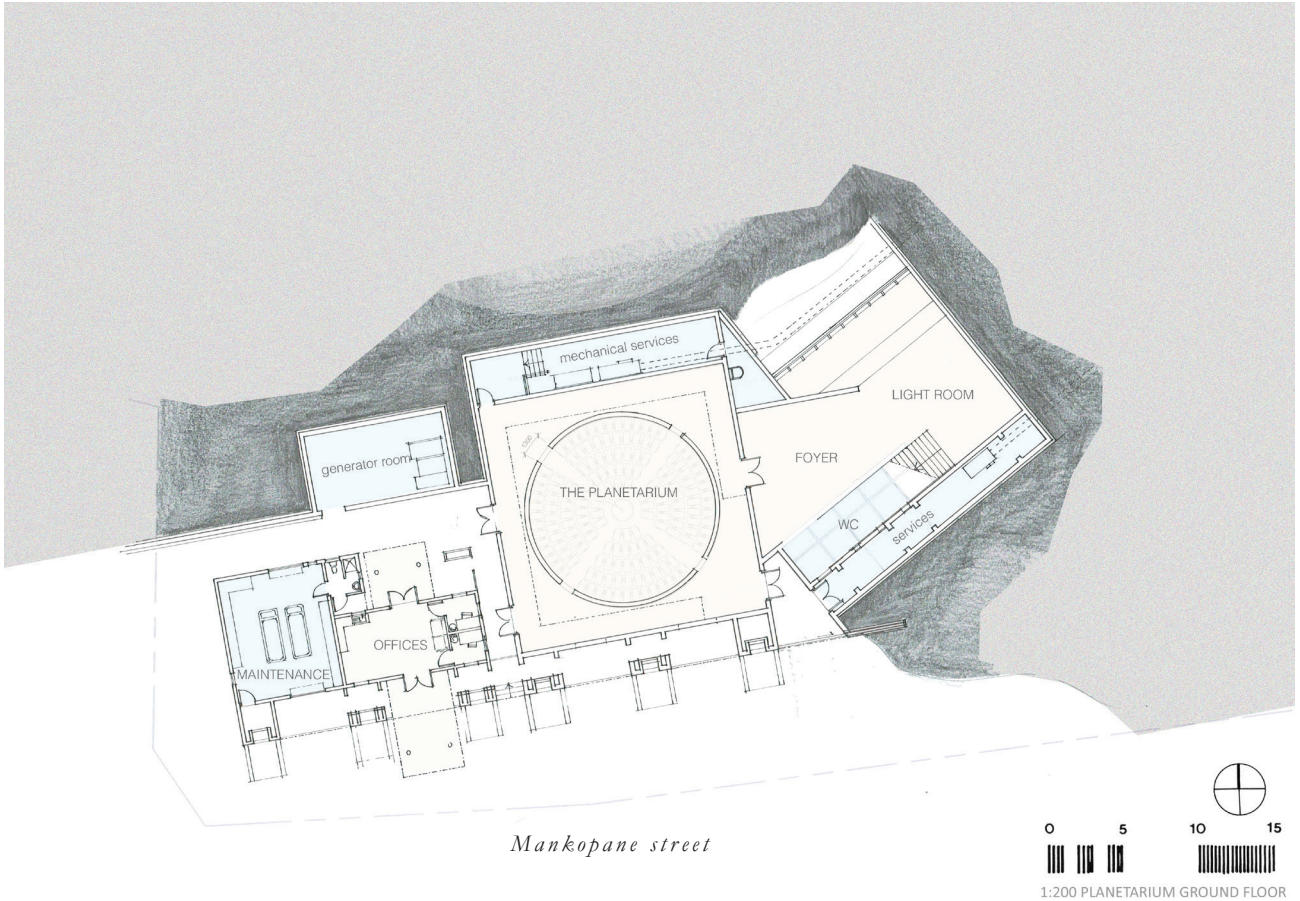 mechanical services
LIGHT ROOM
generator room
FOYER
THE PLANETARIUM
WC
services
OFFICES
MAINTENANCE
Mankopane street
0 5 10 15
1:200 PLANETARIUM GROUND FLOOR